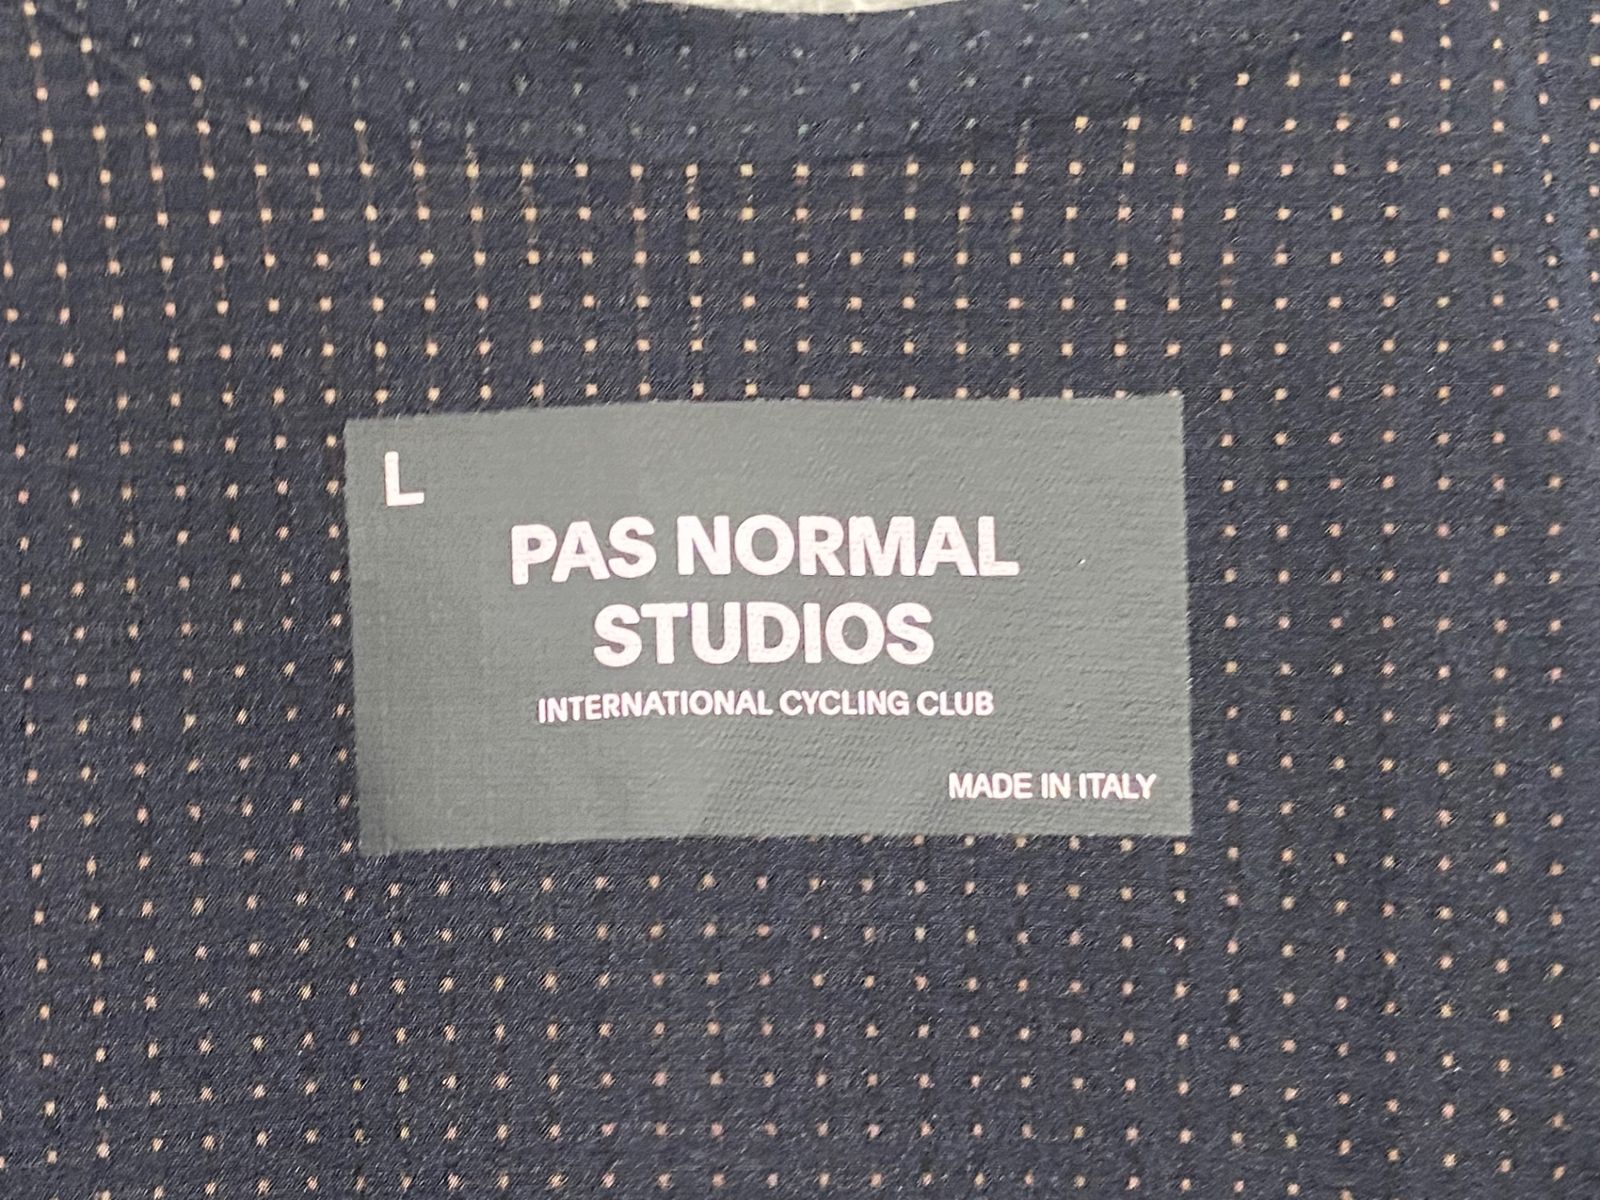 L
PAS NORMAL
STUDIOS
INTERNATIONAL CYCLING CLUB
MADE IN ITALY